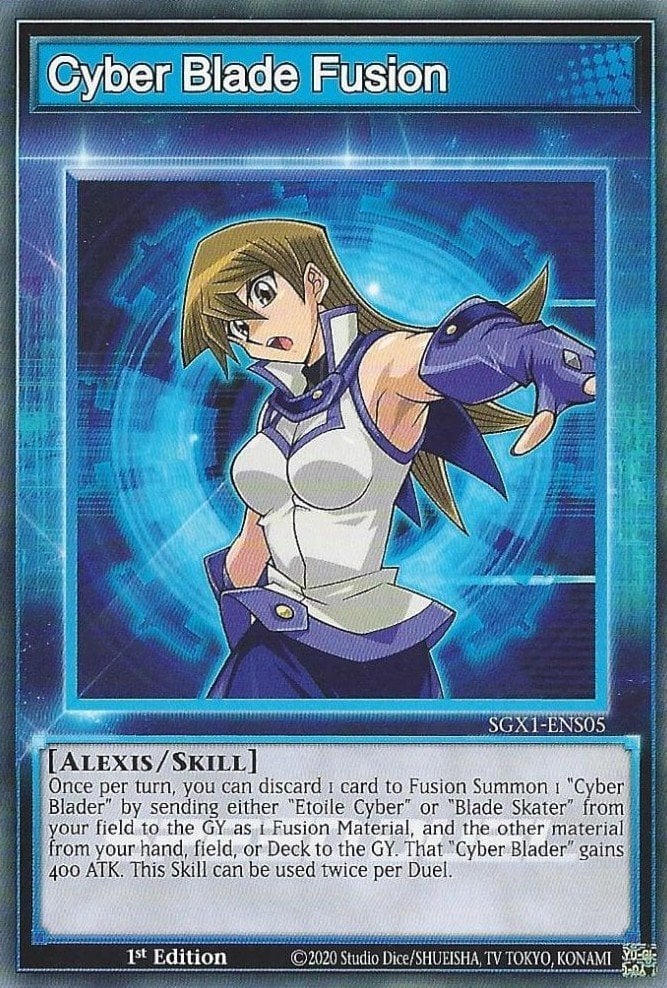 Cyber Blade Fusion
SGX1-ENS05
[ALEXIS/SKILL]
Once per turn, you can discard 1 card to Fusion Summon 1 "Cyber
Blader" by sending either "Etoile Cyber" or "Blade Skater" from
your field to the GY as 1 Fusion Material, and the other material
from your hand, field, or Deck to the GY. That "Cyber Blader" gains
400 ATK. This Skill can be used twice per Duel.
1st Edition
©2020 Studio Dice/SHUEISHA, TV TOKYO, KONAMI